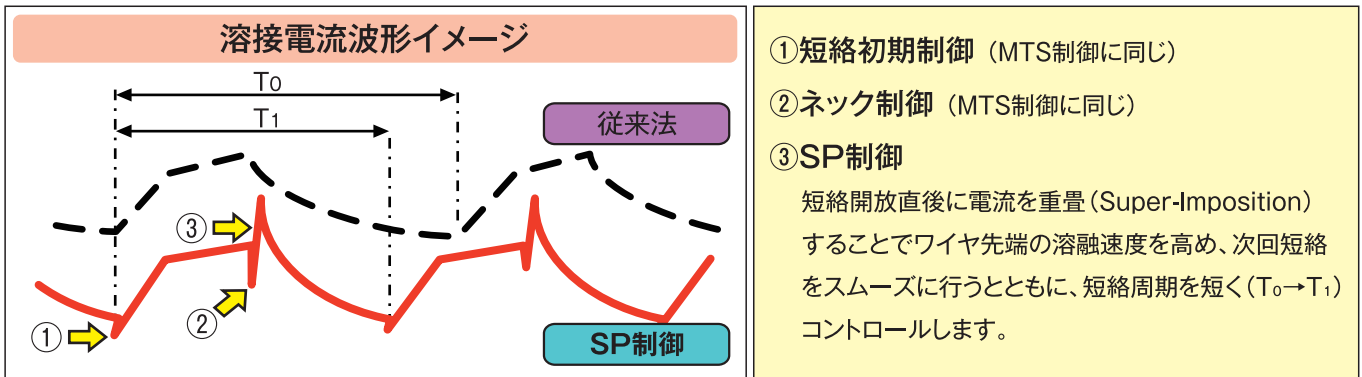 溶接電流波形イメージ
T0
T1
従来法
③
②
①
SP制御
①短絡初期制御（MTS制御に同じ）
②ネック制御（MTS制御に同じ）
③SP制御
短絡開放直後に電流を重畳（Super-Imposition）
することでワイヤ先端の溶融速度を高め、次回短絡
をスムーズに行うとともに、短絡周期を短く（T0→T1）
コントロールします。